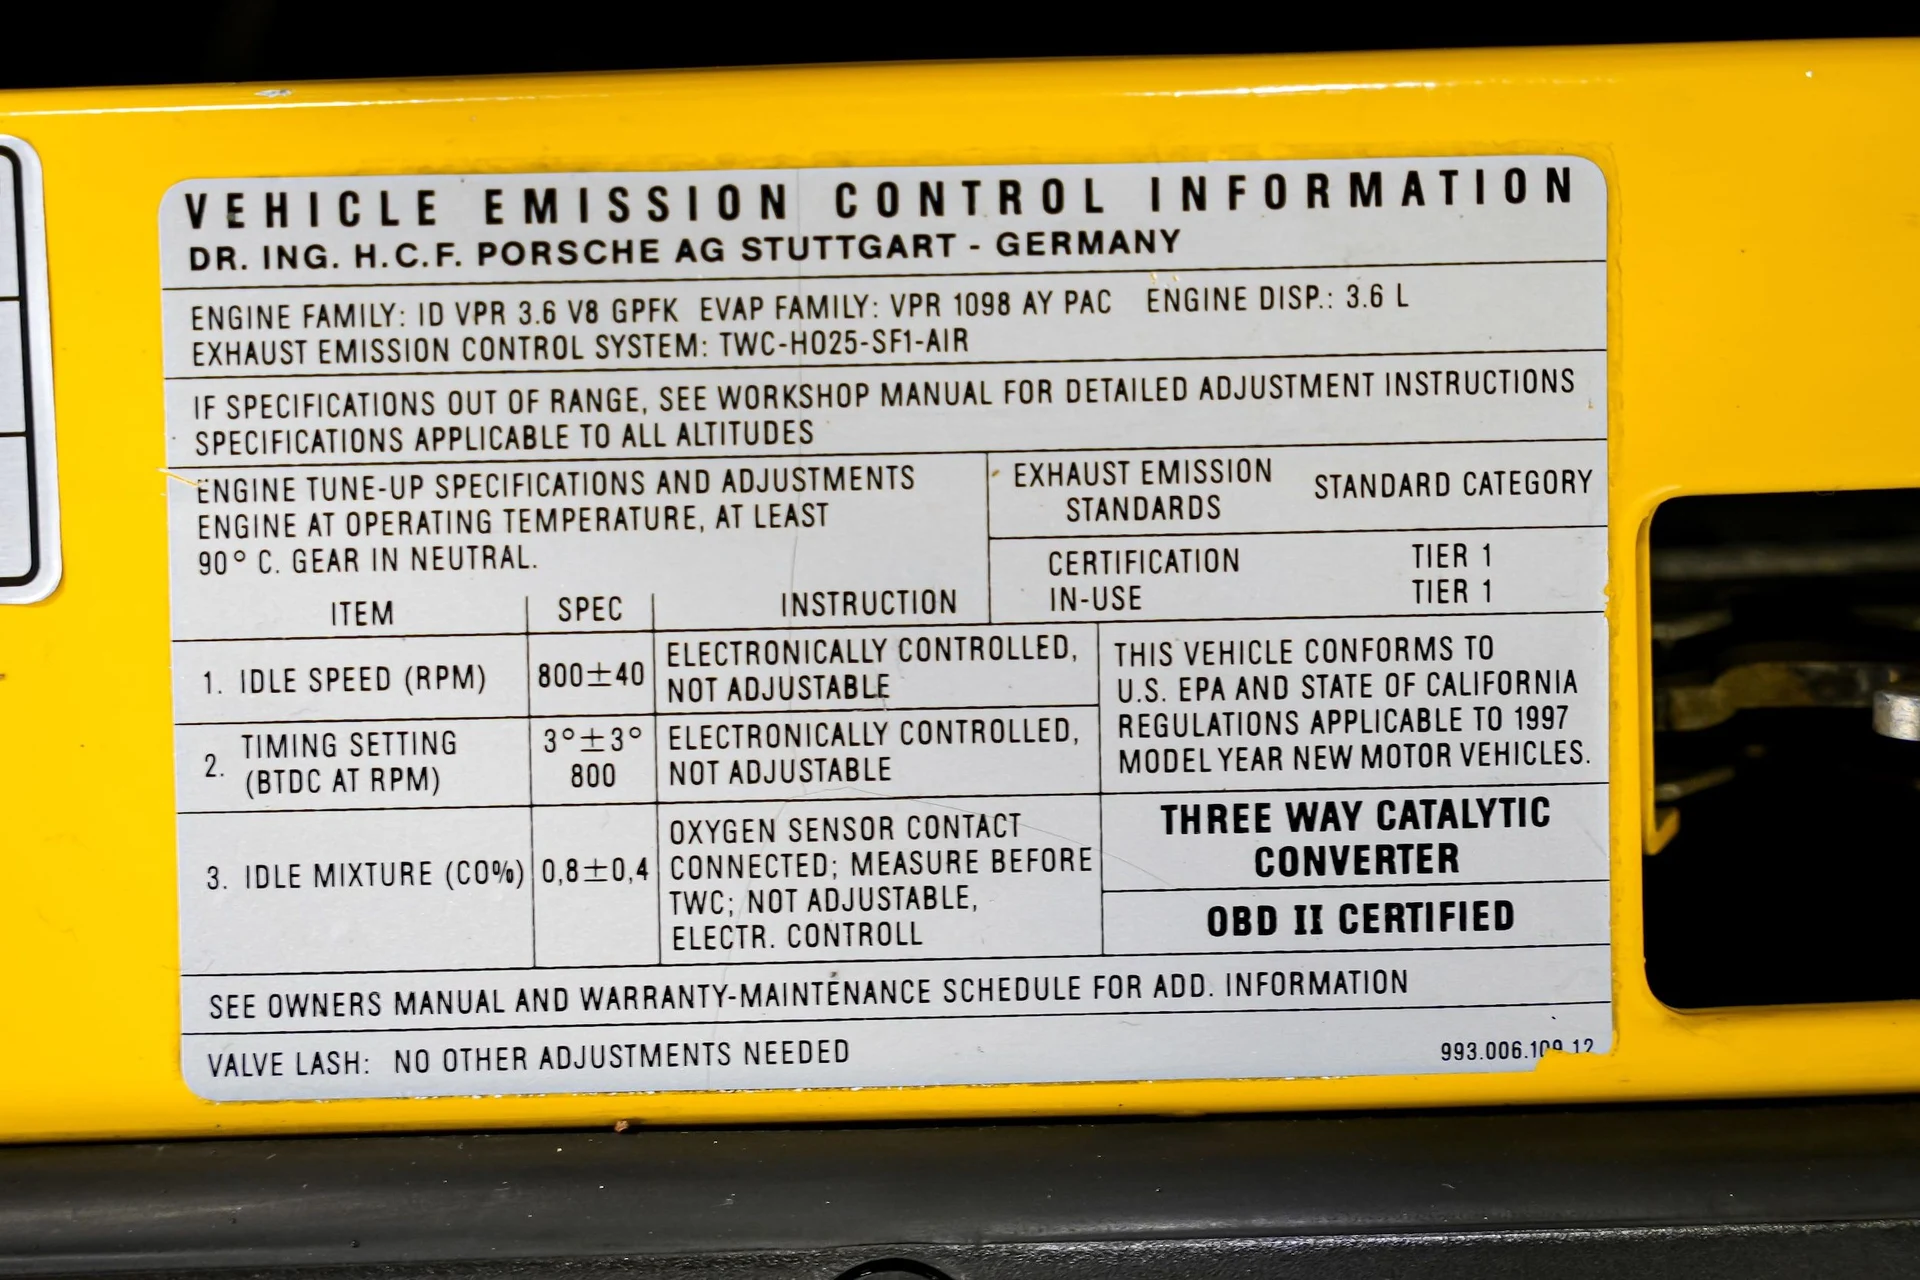 VEHICLE EMISSION CONTROL INFORMATION
DR. ING. H.C.F. PORSCHE AG STUTTGART - GERMANY
ENGINE FAMILY: ID VPR 3.6 V8 GPFK EVAP FAMILY: VPR 1098 AY PAC ENGINE DISP.: 3.6 L
EXHAUST EMISSION CONTROL SYSTEM: TWC-HO25-SF1-AIR
IF SPECIFICATIONS OUT OF RANGE, SEE WORKSHOP MANUAL FOR DETAILED ADJUSTMENT INSTRUCTIONS
SPECIFICATIONS APPLICABLE TO ALL ALTITUDES
ENGINE TUNE-UP SPECIFICATIONS AND ADJUSTMENTS
ENGINE AT OPERATING TEMPERATURE, AT LEAST
90° C. GEAR IN NEUTRAL.
EXHAUST EMISSION
STANDARDS
STANDARD CATEGORY
CERTIFICATION TIER 1
IN-USE TIER 1
ITEM SPEC INSTRUCTION
1. IDLE SPEED (RPM) 800±40
ELECTRONICALLY CONTROLLED,
NOT ADJUSTABLE
2. TIMING SETTING
(BTDC AT RPM)
3°±3°
800
ELECTRONICALLY CONTROLLED,
NOT ADJUSTABLE
3. IDLE MIXTURE (CO%) 0,8±0,4
OXYGEN SENSOR CONTACT
CONNECTED; MEASURE BEFORE
TWC; NOT ADJUSTABLE,
ELECTR. CONTROLL
THIS VEHICLE CONFORMS TO
U.S. EPA AND STATE OF CALIFORNIA
REGULATIONS APPLICABLE TO 1997
MODEL YEAR NEW MOTOR VEHICLES.
THREE WAY CATALYTIC
CONVERTER
OBD II CERTIFIED
SEE OWNERS MANUAL AND WARRANTY-MAINTENANCE SCHEDULE FOR ADD. INFORMATION
VALVE LASH: NO OTHER ADJUSTMENTS NEEDED
993.006.109.12